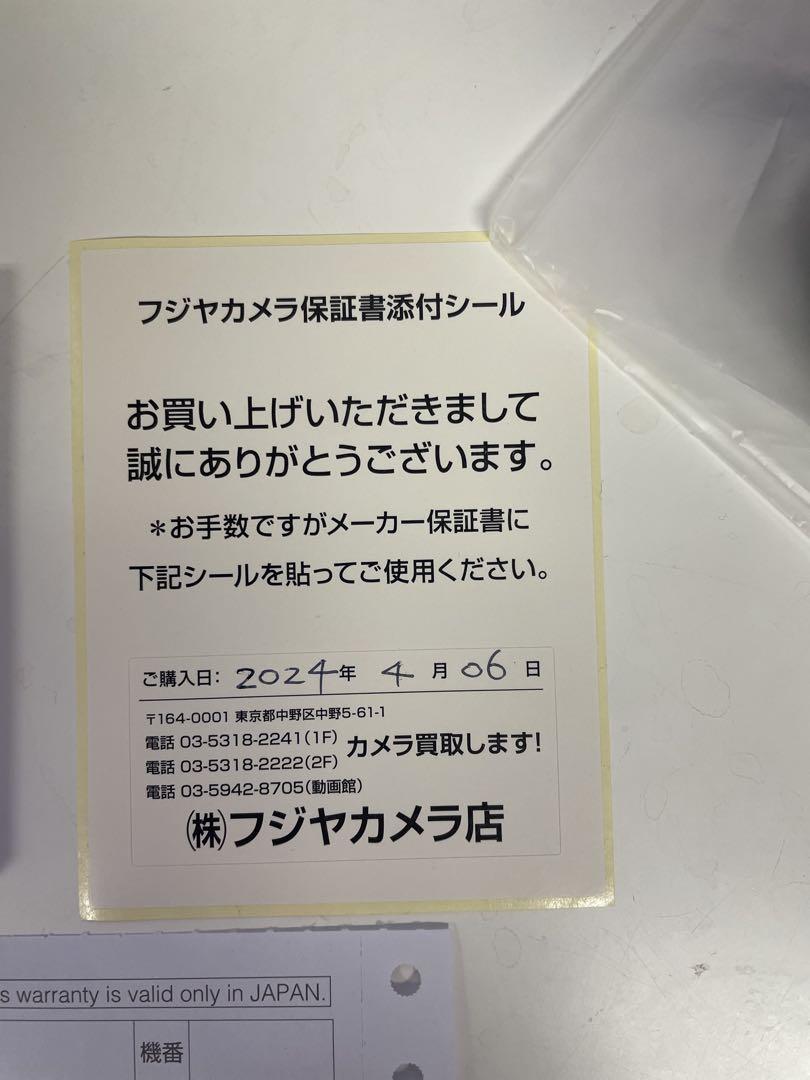 フジヤカメラ保証書添付シール
お買い上げいただきまして
誠にありがとうございます。
*お手数ですがメーカー保証書に
下記シールを貼ってご使用ください。
ご購入日: 2024年 4月 06日
〒164-0001 東京都中野区中野5-61-1
電話 03-5318-2241(1F)
電話 03-5318-2222(2F)
カメラ買取します!
電話 03-5942-8705(動画館)
㈱フジヤカメラ店
s warranty is valid only in JAPAN.
機番